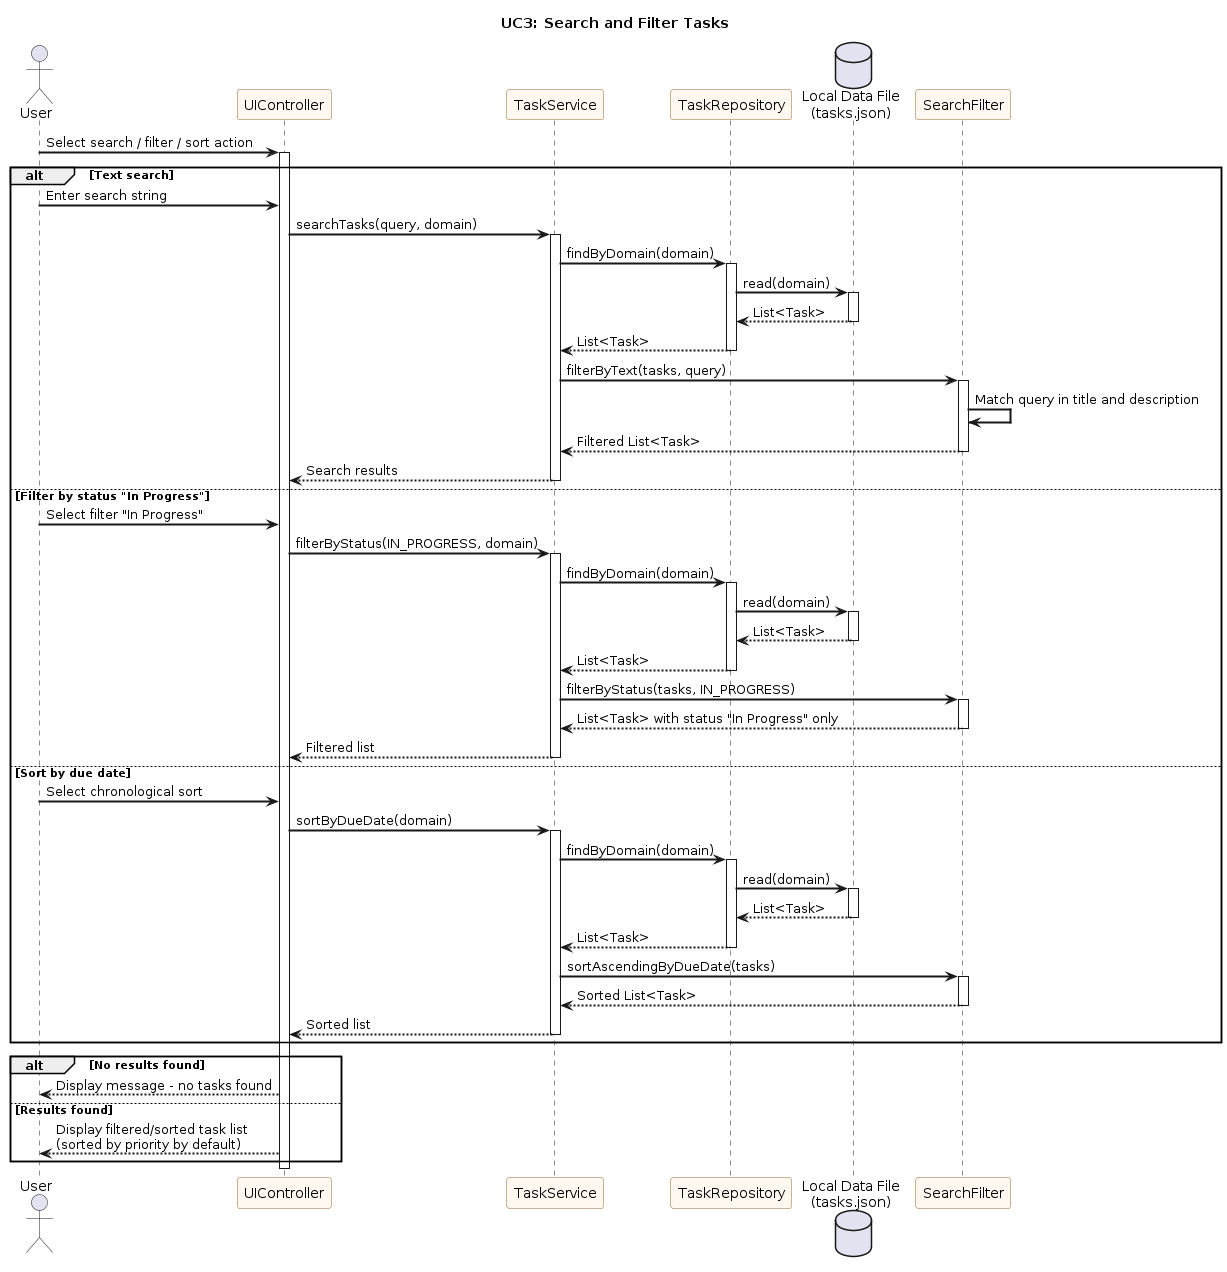 UC3: Search and Filter Tasks
User
UIController
TaskService
TaskRepository
Local Data File
(tasks.json)
SearchFilter
Select search / filter / sort action
alt
[Text search]
Enter search string
searchTasks(query, domain)
findByDomain(domain)
read(domain)
List<Task>
List<Task>
filterByText(tasks, query)
Match query in title and description
Filtered List<Task>
Search results
[Filter by status "In Progress"]
Select filter "In Progress"
filterByStatus(IN_PROGRESS, domain)
findByDomain(domain)
read(domain)
List<Task>
List<Task>
filterByStatus(tasks, IN_PROGRESS)
List<Task> with status "In Progress" only
Filtered list
[Sort by due date]
Select chronological sort
sortByDueDate(domain)
findByDomain(domain)
read(domain)
List<Task>
List<Task>
sortAscendingByDueDate(tasks)
Sorted List<Task>
Sorted list
alt
[No results found]
Display message - no tasks found
[Results found]
Display filtered/sorted task list
(sorted by priority by default)
User
UIController
TaskService
TaskRepository
Local Data File
(tasks.json)
SearchFilter